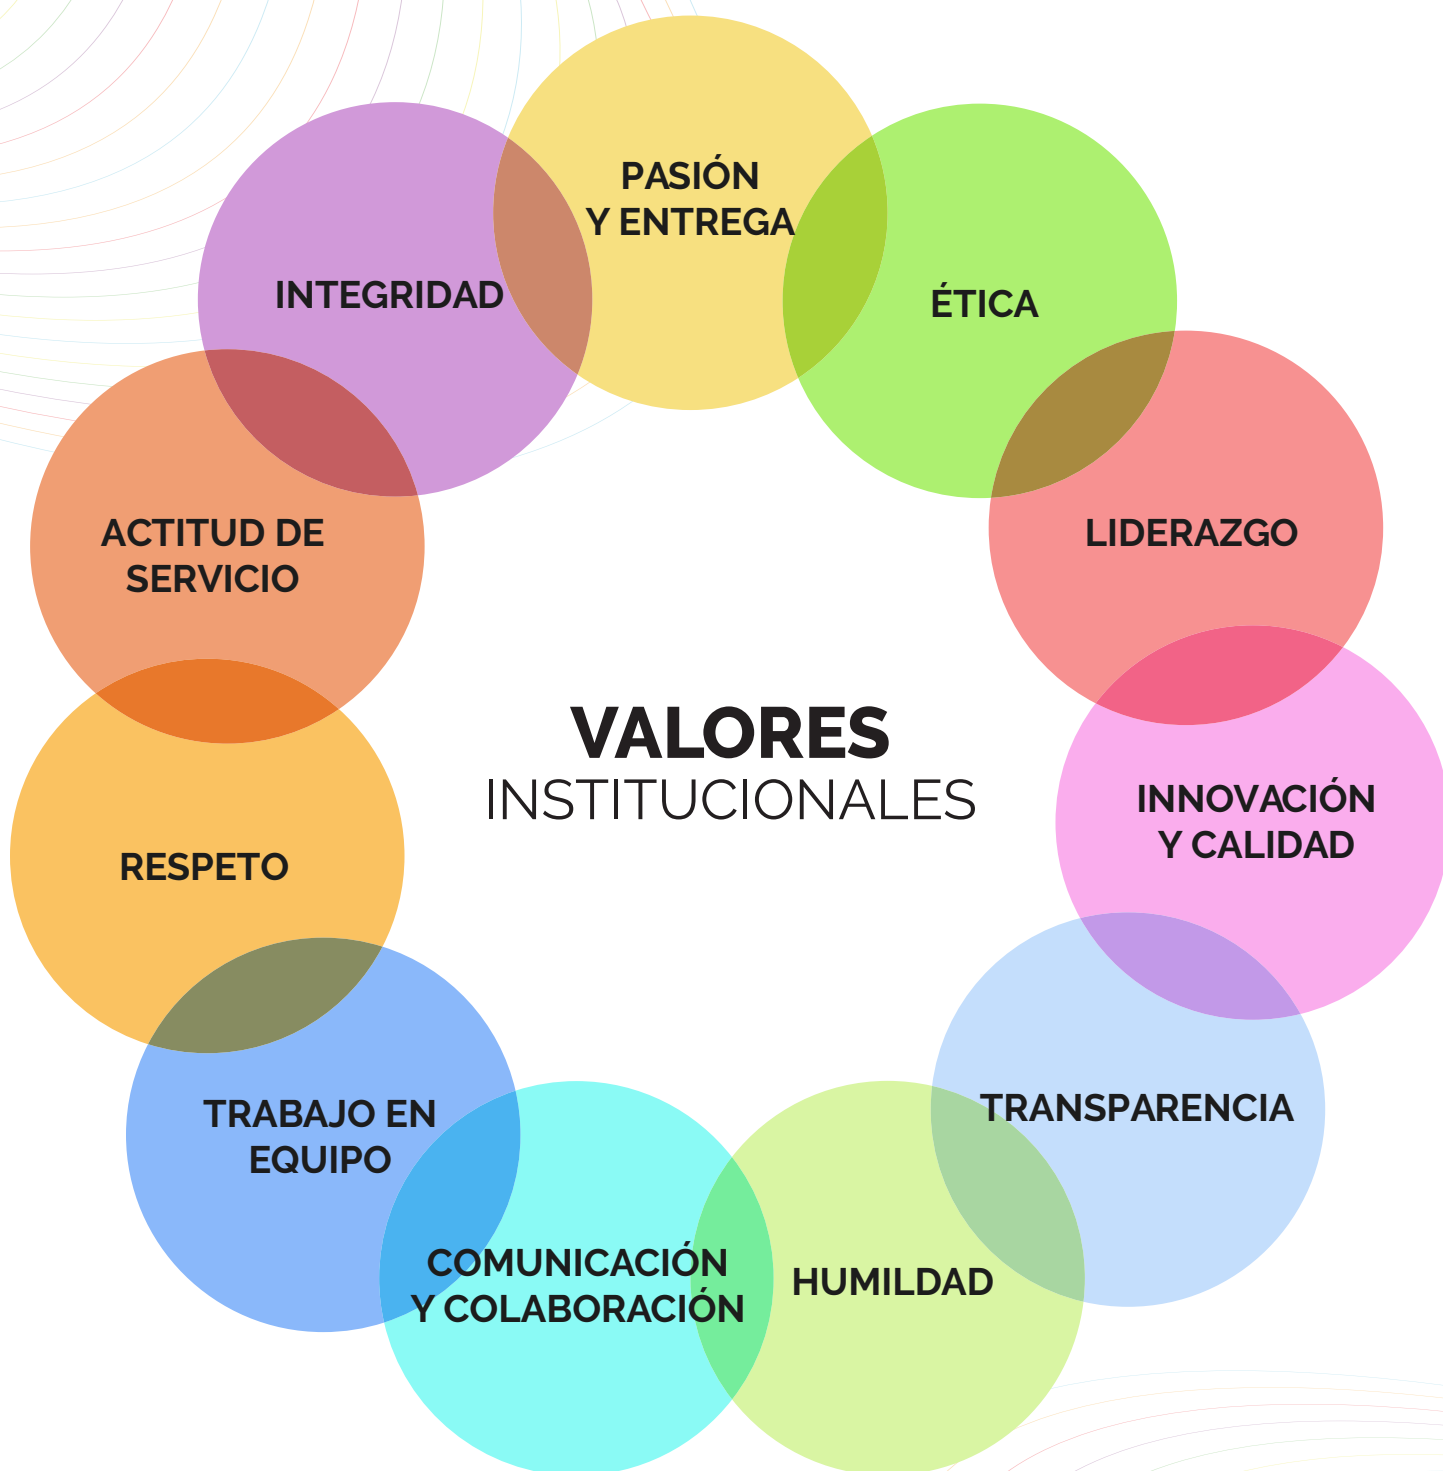 PASIÓN
Y ENTREGA
ÉTICA
LIDERAZGO
INNOVACIÓN
Y CALIDAD
TRANSPARENCIA
HUMILDAD
COMUNICACIÓN
Y COLABORACIÓN
TRABAJO EN
EQUIPO
RESPETO
ACTITUD DE
SERVICIO
INTEGRIDAD
VALORES
INSTITUCIONALES